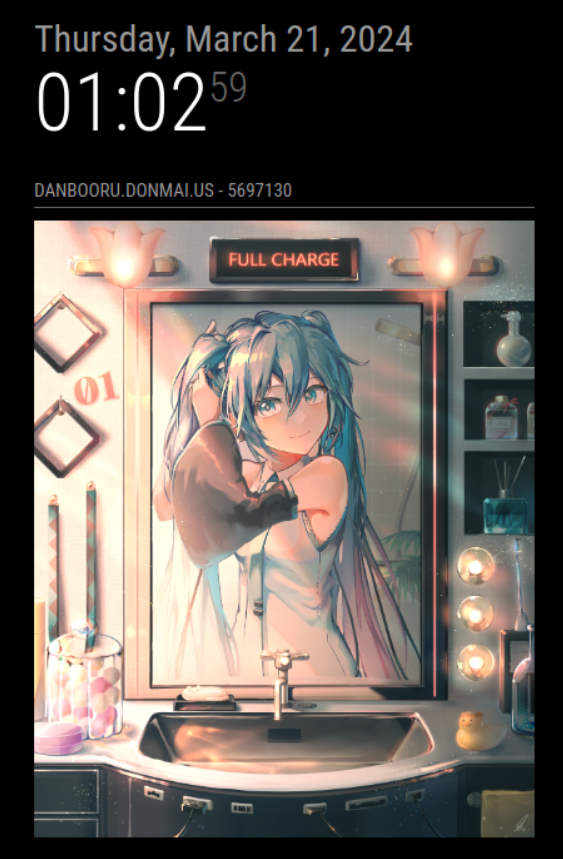 Thursday, March 21, 2024
01:02 59
DANBOORU.DONMAI.US - 5697130
FULL CHARGE
01